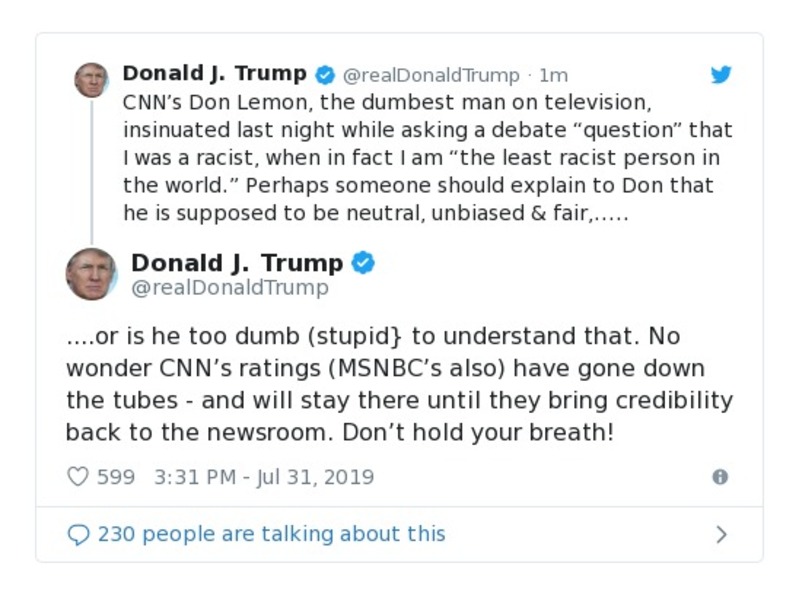 Donald J. Trump @realDonaldTrump · 1m
CNN’s Don Lemon, the dumbest man on television,
insinuated last night while asking a debate “question” that
I was a racist, when in fact I am “the least racist person in
the world.” Perhaps someone should explain to Don that
he is supposed to be neutral, unbiased & fair,.....
Donald J. Trump
@realDonaldTrump
....or is he too dumb (stupid} to understand that. No
wonder CNN’s ratings (MSNBC’s also) have gone down
the tubes - and will stay there until they bring credibility
back to the newsroom. Don’t hold your breath!
599 3:31 PM - Jul 31, 2019
230 people are talking about this